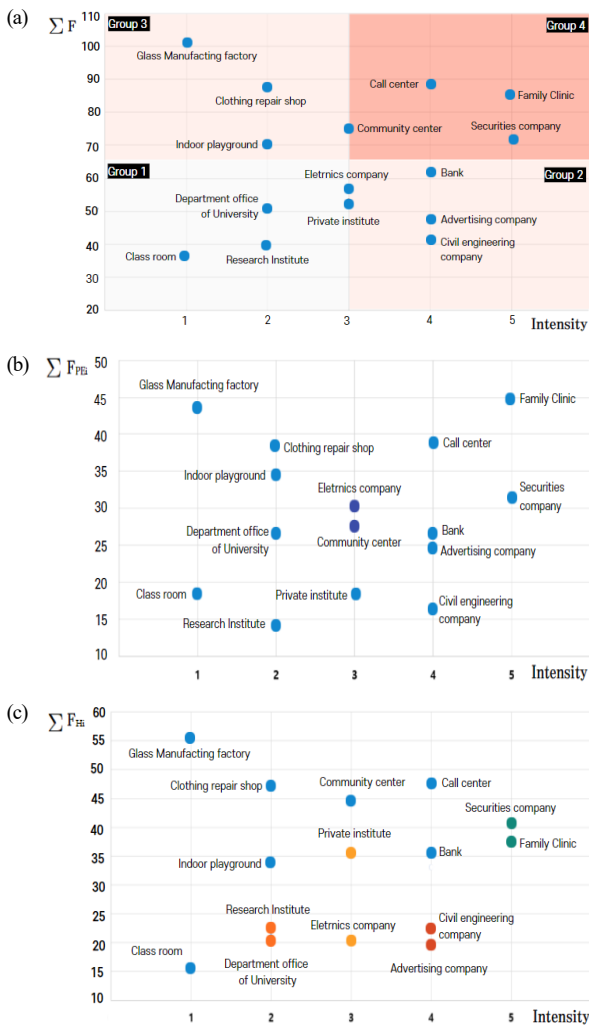 (a)
∑ F
110
100
90
80
70
60
50
40
30
20
Group 3
Group 4
Glass Manufacting factory
Call center
Family Clinic
Clothing repair shop
Community center
Securities company
Indoor playground
Group 1
Group 2
Eletrnics company
Bank
Department office
of University
Private institute
Advertising company
Civil engineering
company
Class room
Research Institute
1 2 3 4 5 Intensity
(b)
∑ F_PEi
50
45
40
35
30
25
20
15
10
Glass Manufacting factory
Family Clinic
Clothing repair shop
Call center
Indoor playground
Eletrnics company
Securities
company
Department office
of University
Community center
Bank
Advertising company
Class room
Private institute
Civil engineering
company
Research Institute
1 2 3 4 5 Intensity
(c)
∑ F_Hi
60
55
50
45
40
35
30
25
20
15
10
Glass Manufacting factory
Clothing repair shop
Community center
Call center
Securities company
Private institute
Family Clinic
Indoor playground
Bank
Research Institute
Eletrnics company
Civil engineering
company
Class room
Department office
of University
Advertising company
1 2 3 4 5 Intensity